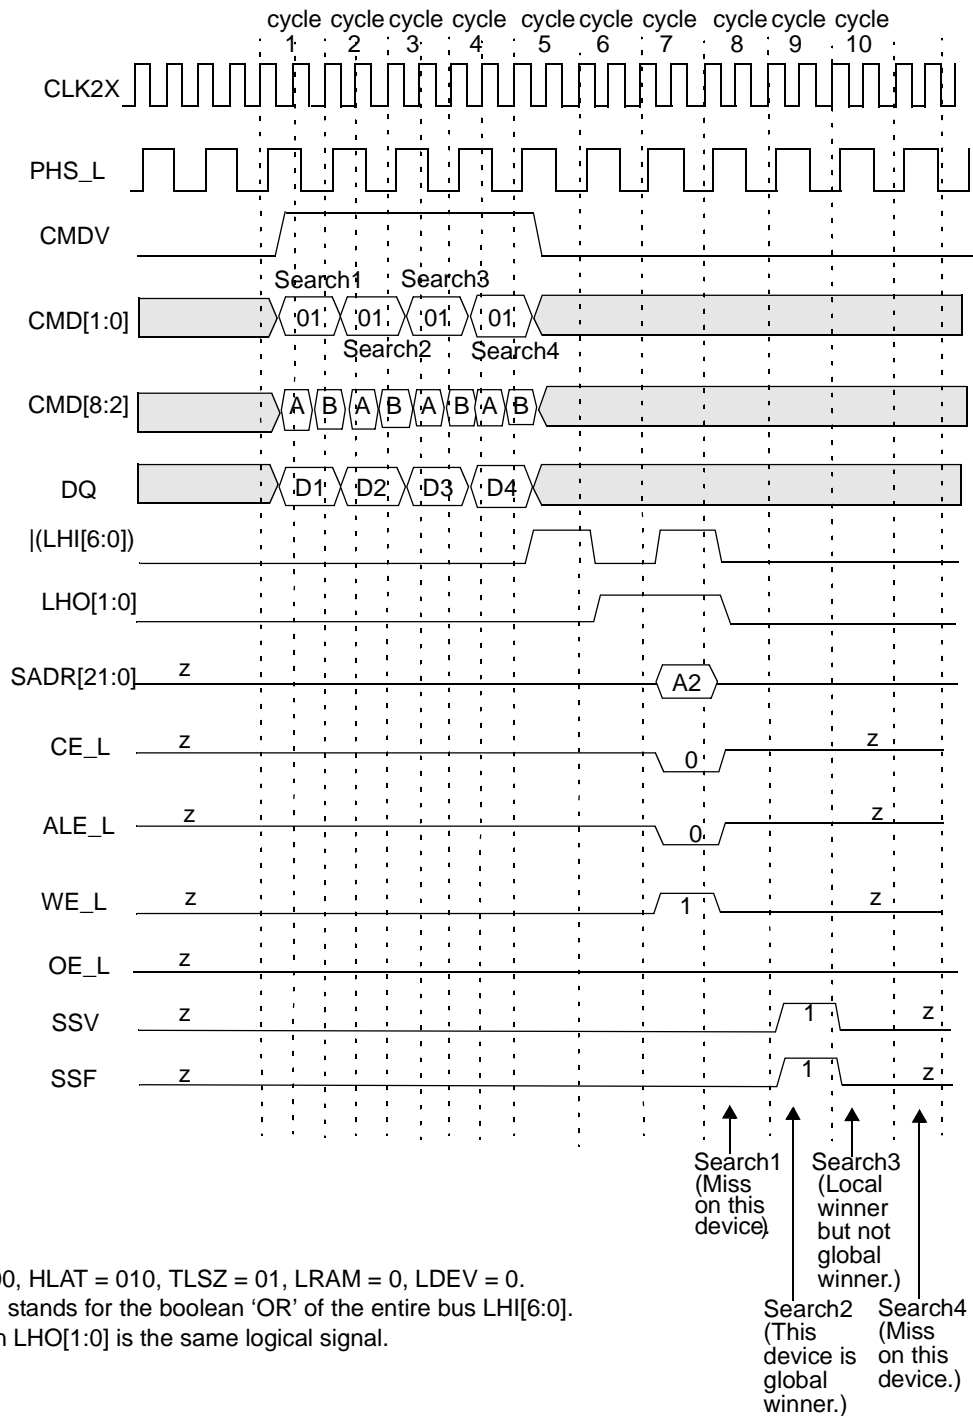 cycle cycle cycle cycle cycle cycle cycle cycle cycle cycle
1 2 3 4 5 6 7 8 9 10
CLK2X
PHS_L
CMDV
Search1 Search3
CMD[1:0] 01 01 01 01
Search2 Search4
CMD[8:2] A B A B A B A B
DQ D1 D2 D3 D4
|(LHI[6:0])
LHO[1:0]
SADR[21:0] z A2
CE_L z 0 z
ALE_L z 0 z
WE_L z 1 z
OE_L z
SSV z 1 z
SSF z 1 z
Search1
(Miss
on this
device).
Search3
(Local
winner
but not
global
winner.)
Search2
(This
device is
global
winner.)
Search4
(Miss
on this
device.)
0, HLAT = 010, TLSZ = 01, LRAM = 0, LDEV = 0.
stands for the boolean ‘OR’ of the entire bus LHI[6:0].
LHO[1:0] is the same logical signal.